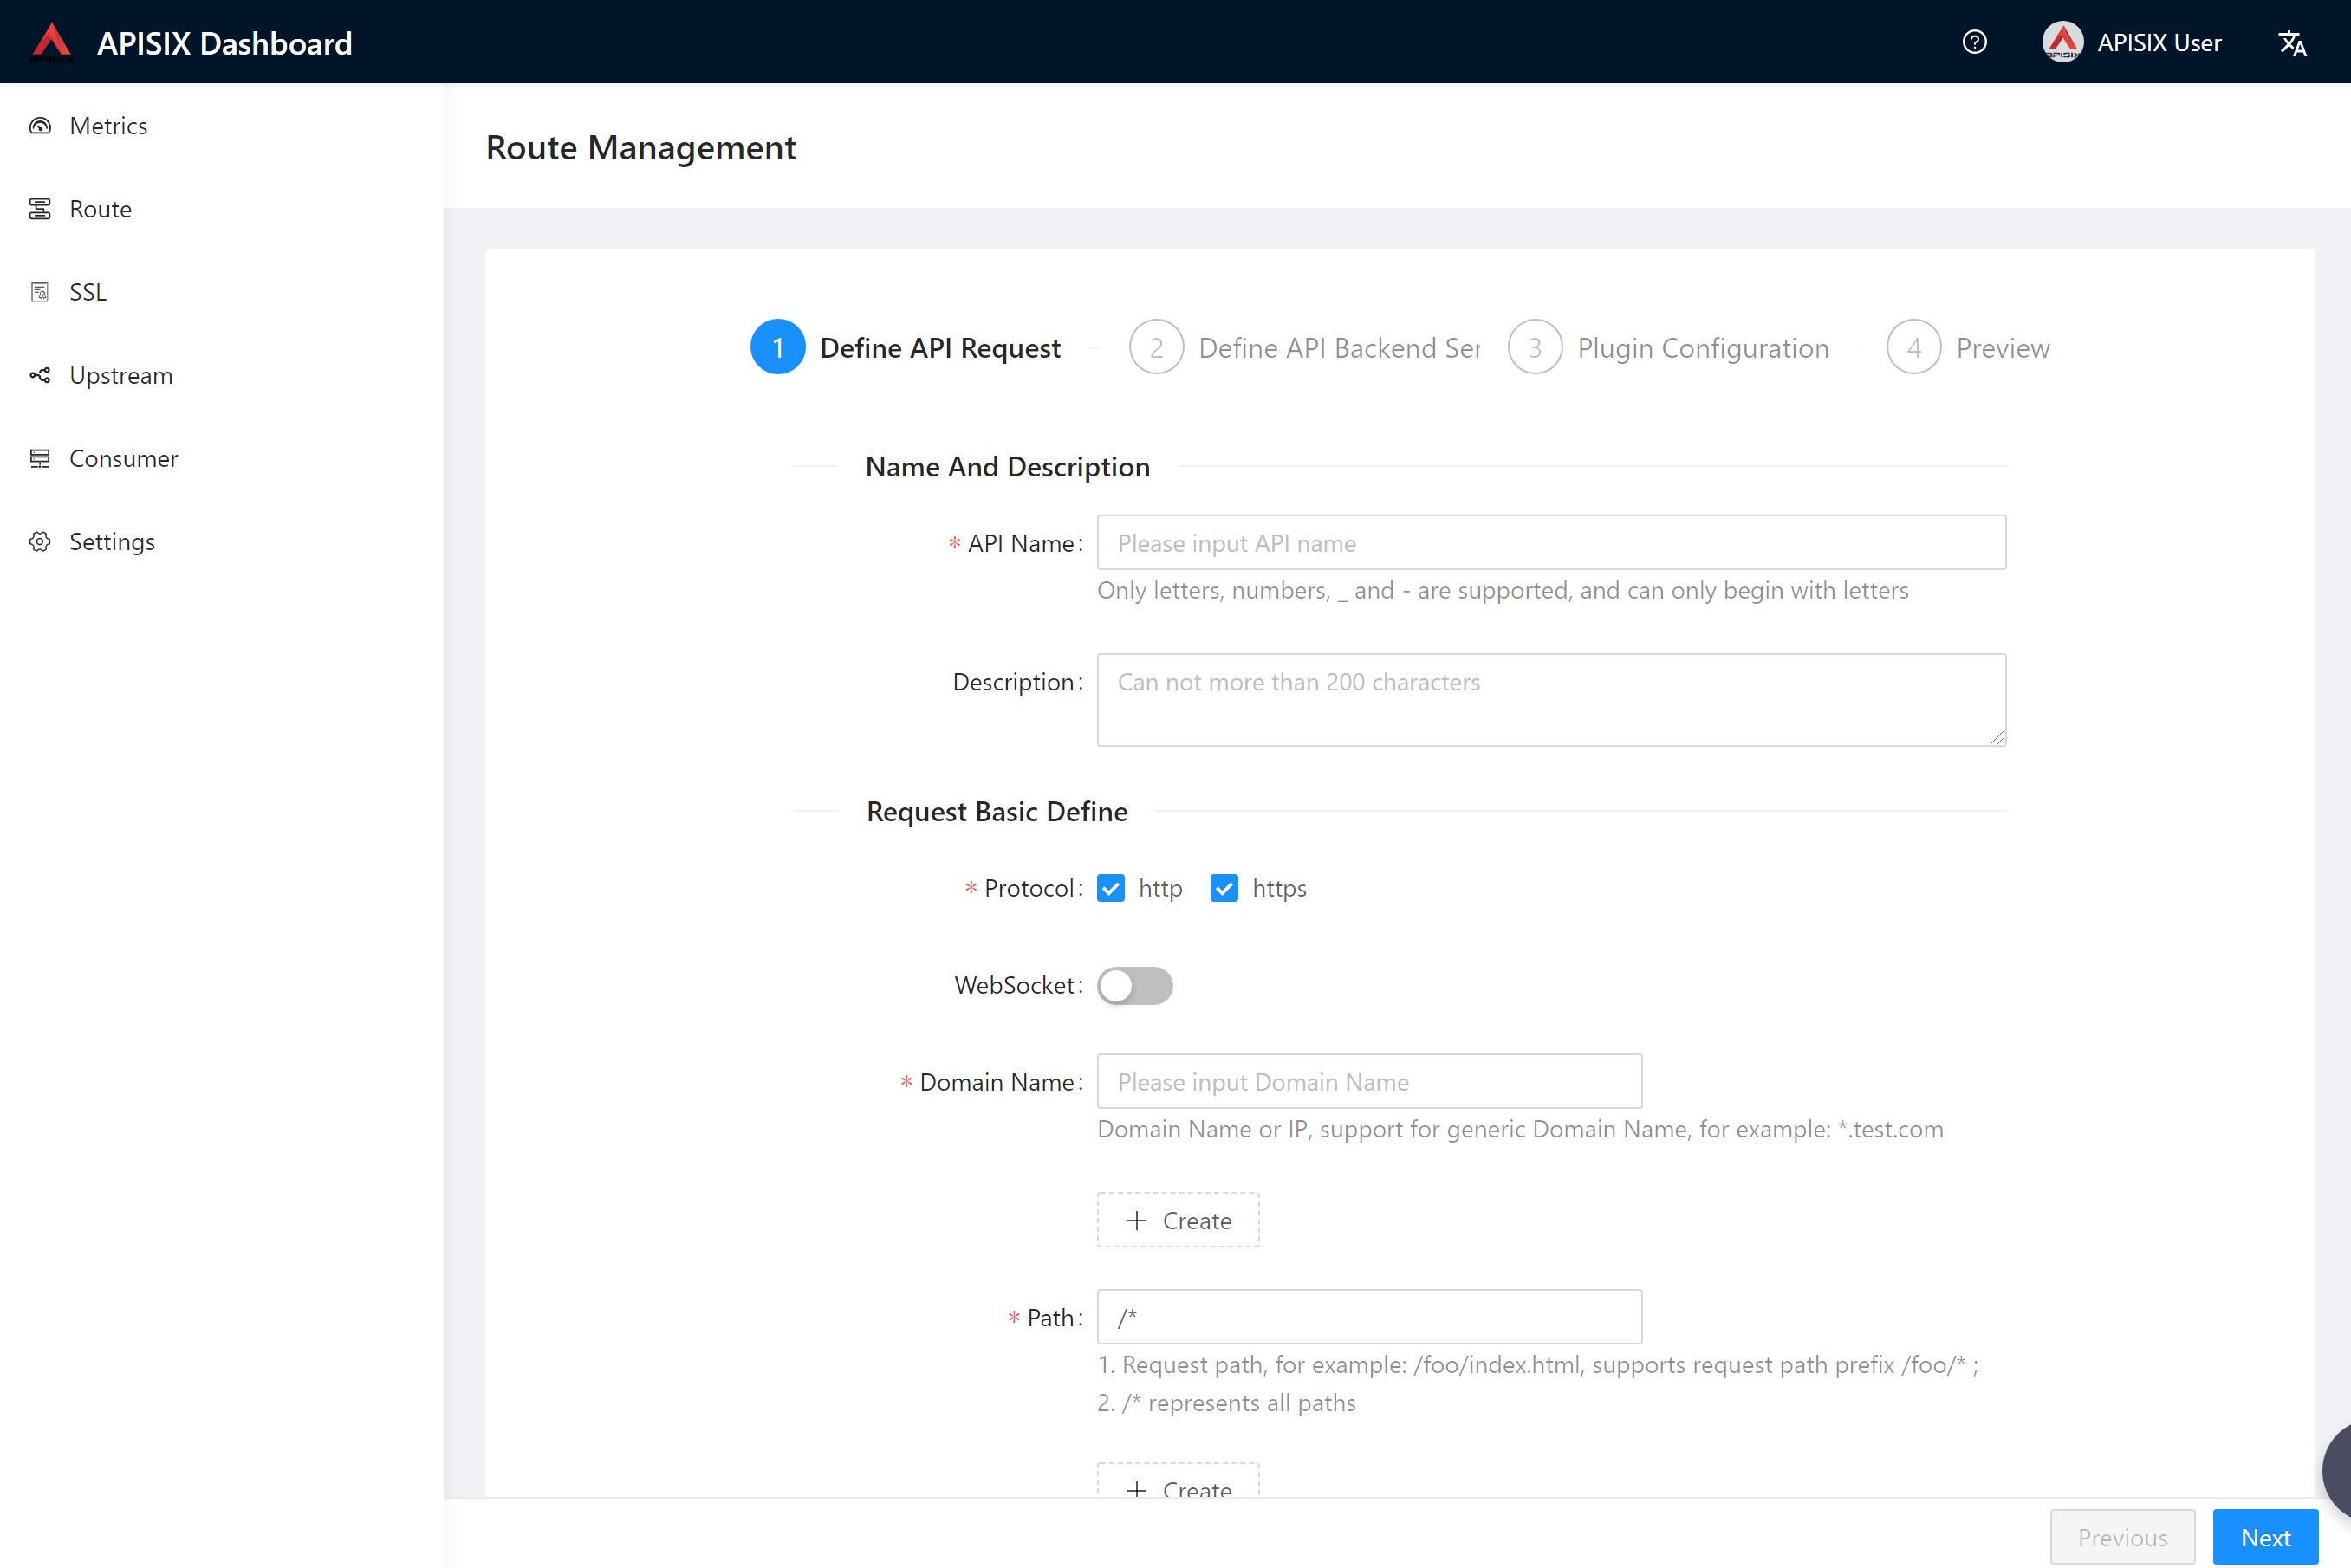 APISIX
APISIX Dashboard
APISIX
APISIX User
Metrics
Route
SSL
Upstream
Consumer
Settings
Route Management
1 Define API Request
2 Define API Backend Ser
3 Plugin Configuration
4 Preview
Name And Description
* API Name: Please input API name
Only letters, numbers, _ and - are supported, and can only begin with letters
Description: Can not more than 200 characters
Request Basic Define
* Protocol: http https
WebSocket:
* Domain Name: Please input Domain Name
Domain Name or IP, support for generic Domain Name, for example: *.test.com
+ Create
* Path: /*
1. Request path, for example: /foo/index.html, supports request path prefix /foo/* ;
2. /* represents all paths
+ Create
Previous Next